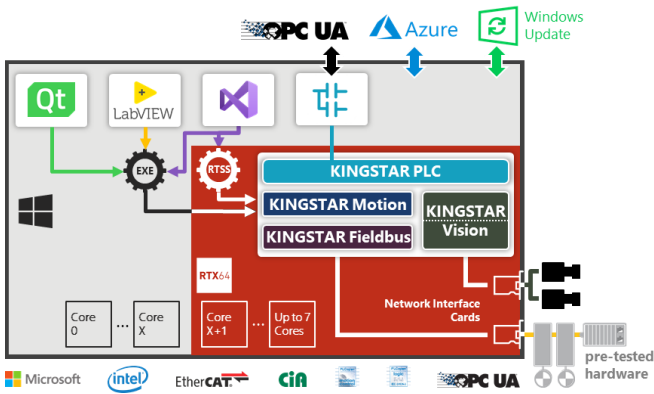 OPC UA
Azure
Windows
Update
Qt
LabVIEW
EXE
RTSS
KINGSTAR PLC
KINGSTAR Motion
KINGSTAR Fieldbus
KINGSTAR
Vision
RTX64
Network Interface
Cards
Core
0
...
Core
X
Core
X+1
...
Up to 7
Cores
pre-tested
hardware
Microsoft
intel
EtherCAT
CiA
OPC UA